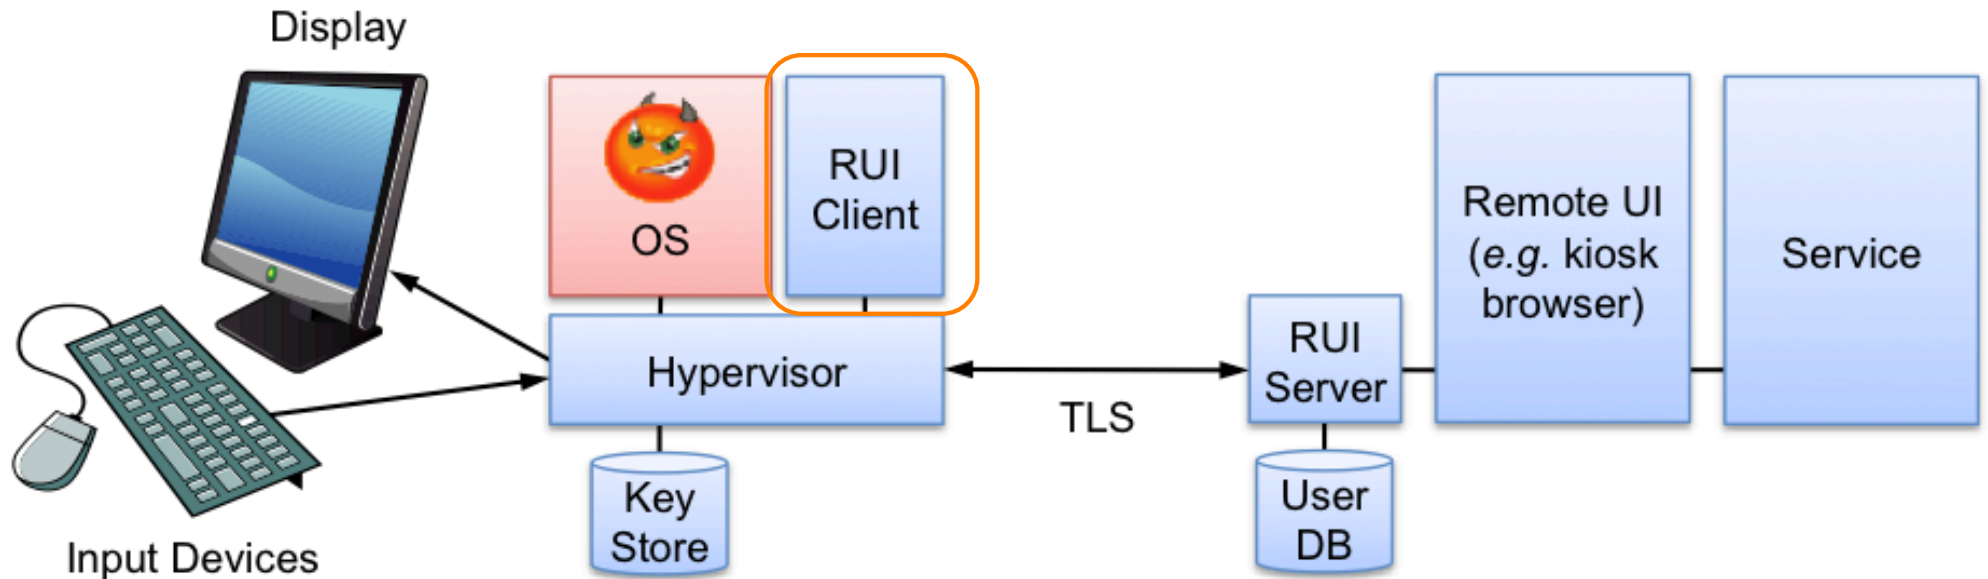 Display
OS
RUI
Client
Hypervisor
Key
Store
Input Devices
TLS
RUI
Server
User
DB
Remote UI
(e.g. kiosk
browser)
Service